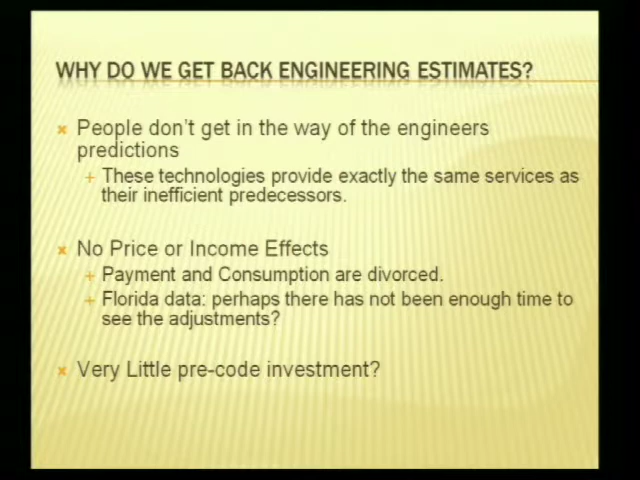 WHY DO WE GET BACK ENGINEERING ESTIMATES?
People don't get in the way of the engineers
predictions
+ These technologies provide exactly the same services as
their inefficient predecessors.
No Price or Income Effects
+ Payment and Consumption are divorced.
+ Florida data: perhaps there has not been enough time to
see the adjustments?
Very Little pre-code investment?